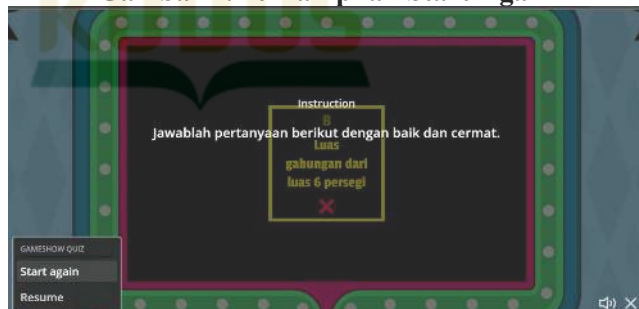 Instruction
Jawablah pertanyaan berikut dengan baik dan cermat.
B
Luas
gabungan dari
luas 6 persegi
GAMESHOW QUIZ
Start again
Resume